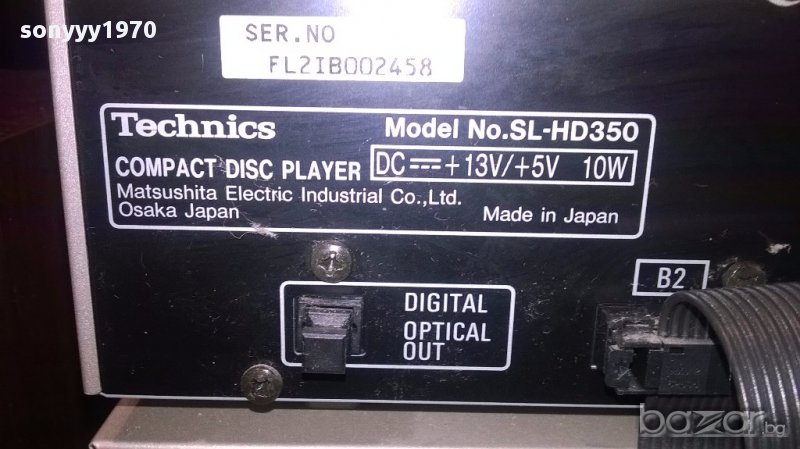 sonyyy1970
SER.NO
FL2IB002458
Technics Model No.SL-HD350
COMPACT DISC PLAYER DC +13V/+5V 10W
Matsushita Electric Industrial Co.,Ltd.
Osaka Japan Made in Japan
B2
DIGITAL
OPTICAL
OUT
bazar.bg